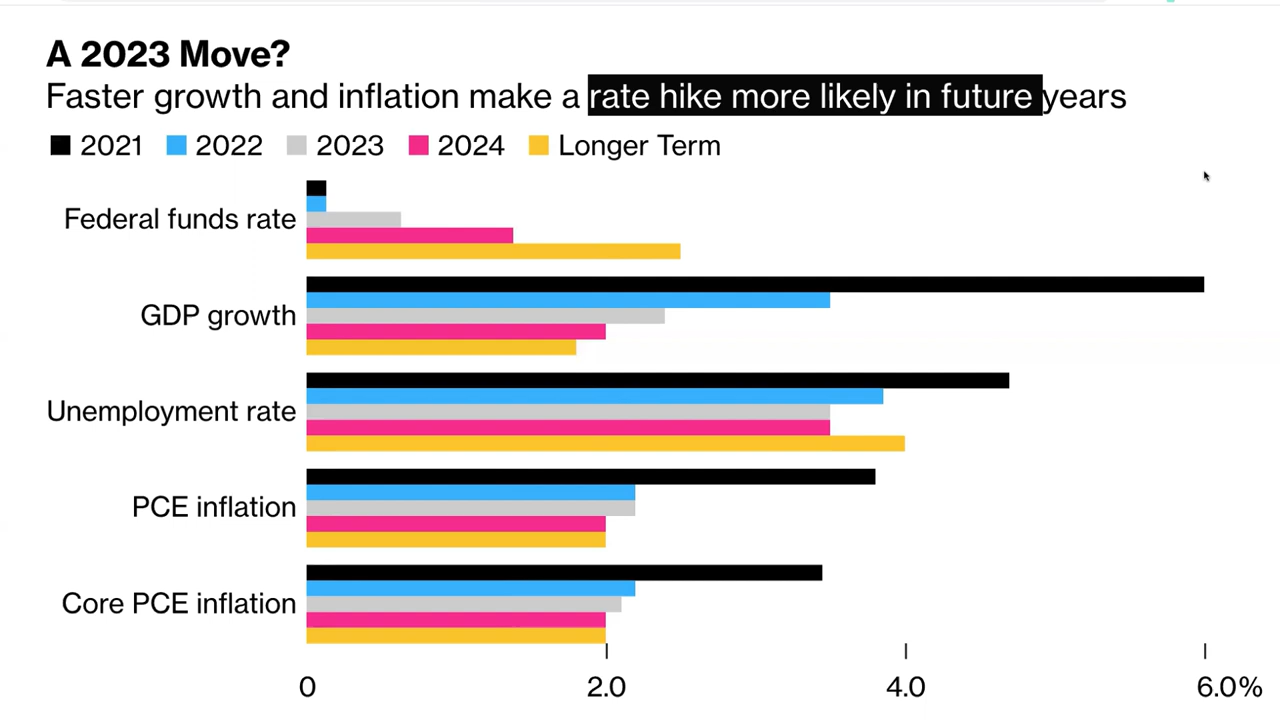 A 2023 Move?
Faster growth and inflation make a rate hike more likely in future years
2021 2022 2023 2024 Longer Term
Federal funds rate
GDP growth
Unemployment rate
PCE inflation
Core PCE inflation
0 2.0 4.0 6.0%